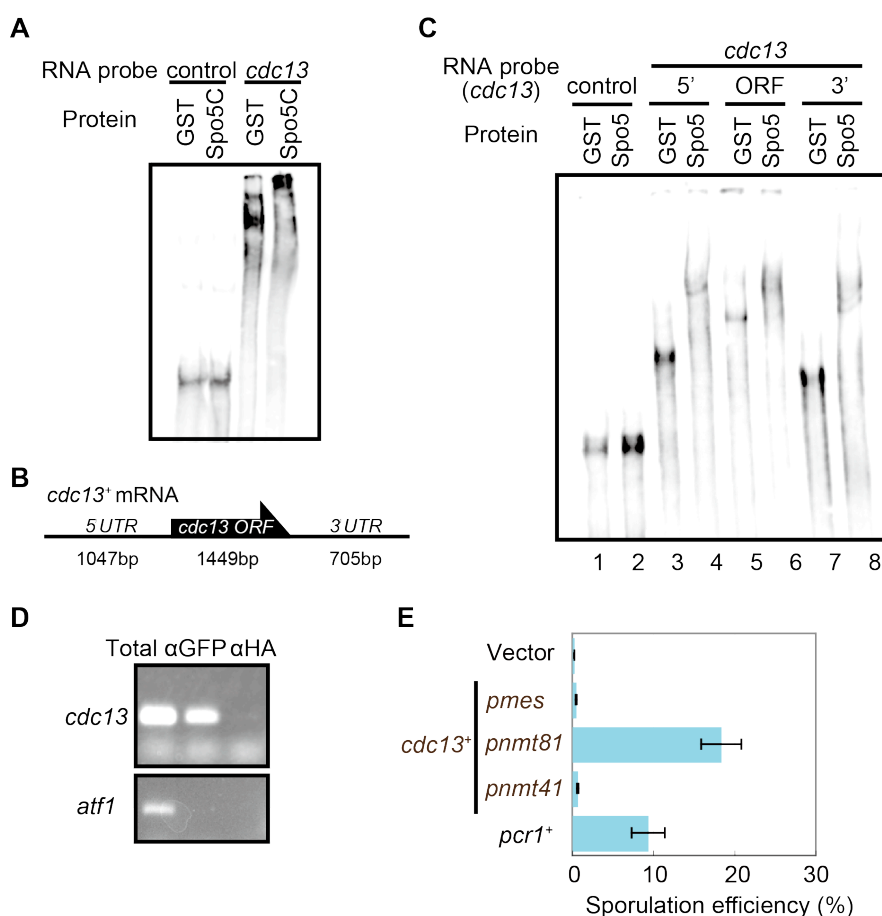 A
RNA probe control cdc13
Protein GST Spo5C GST Spo5C
B
cdc13+ mRNA
5 UTR cdc13 ORF 3 UTR
1047bp 1449bp 705bp
C
cdc13
RNA probe control 5’ ORF 3’
(cdc13)
Protein GST Spo5 GST Spo5 GST Spo5 GST Spo5
1 2 3 4 5 6 7 8
D
Total αGFP αHA
cdc13
atf1
E
Vector
pmes
cdc13+ pnmt81
pnmt41
pcr1+
0 10 20 30
Sporulation efficiency (%)